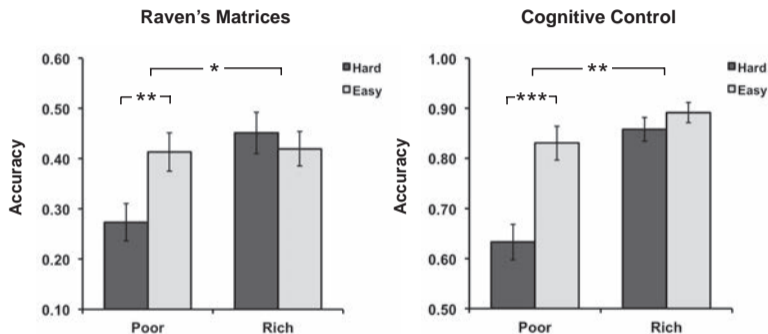 Raven's Matrices
Accuracy
0.60
0.50
0.40
0.30
0.20
0.10
Hard
Easy
*
**
Poor Rich
Cognitive Control
Accuracy
1.00
0.90
0.80
0.70
0.60
0.50
Hard
Easy
**
***
Poor Rich